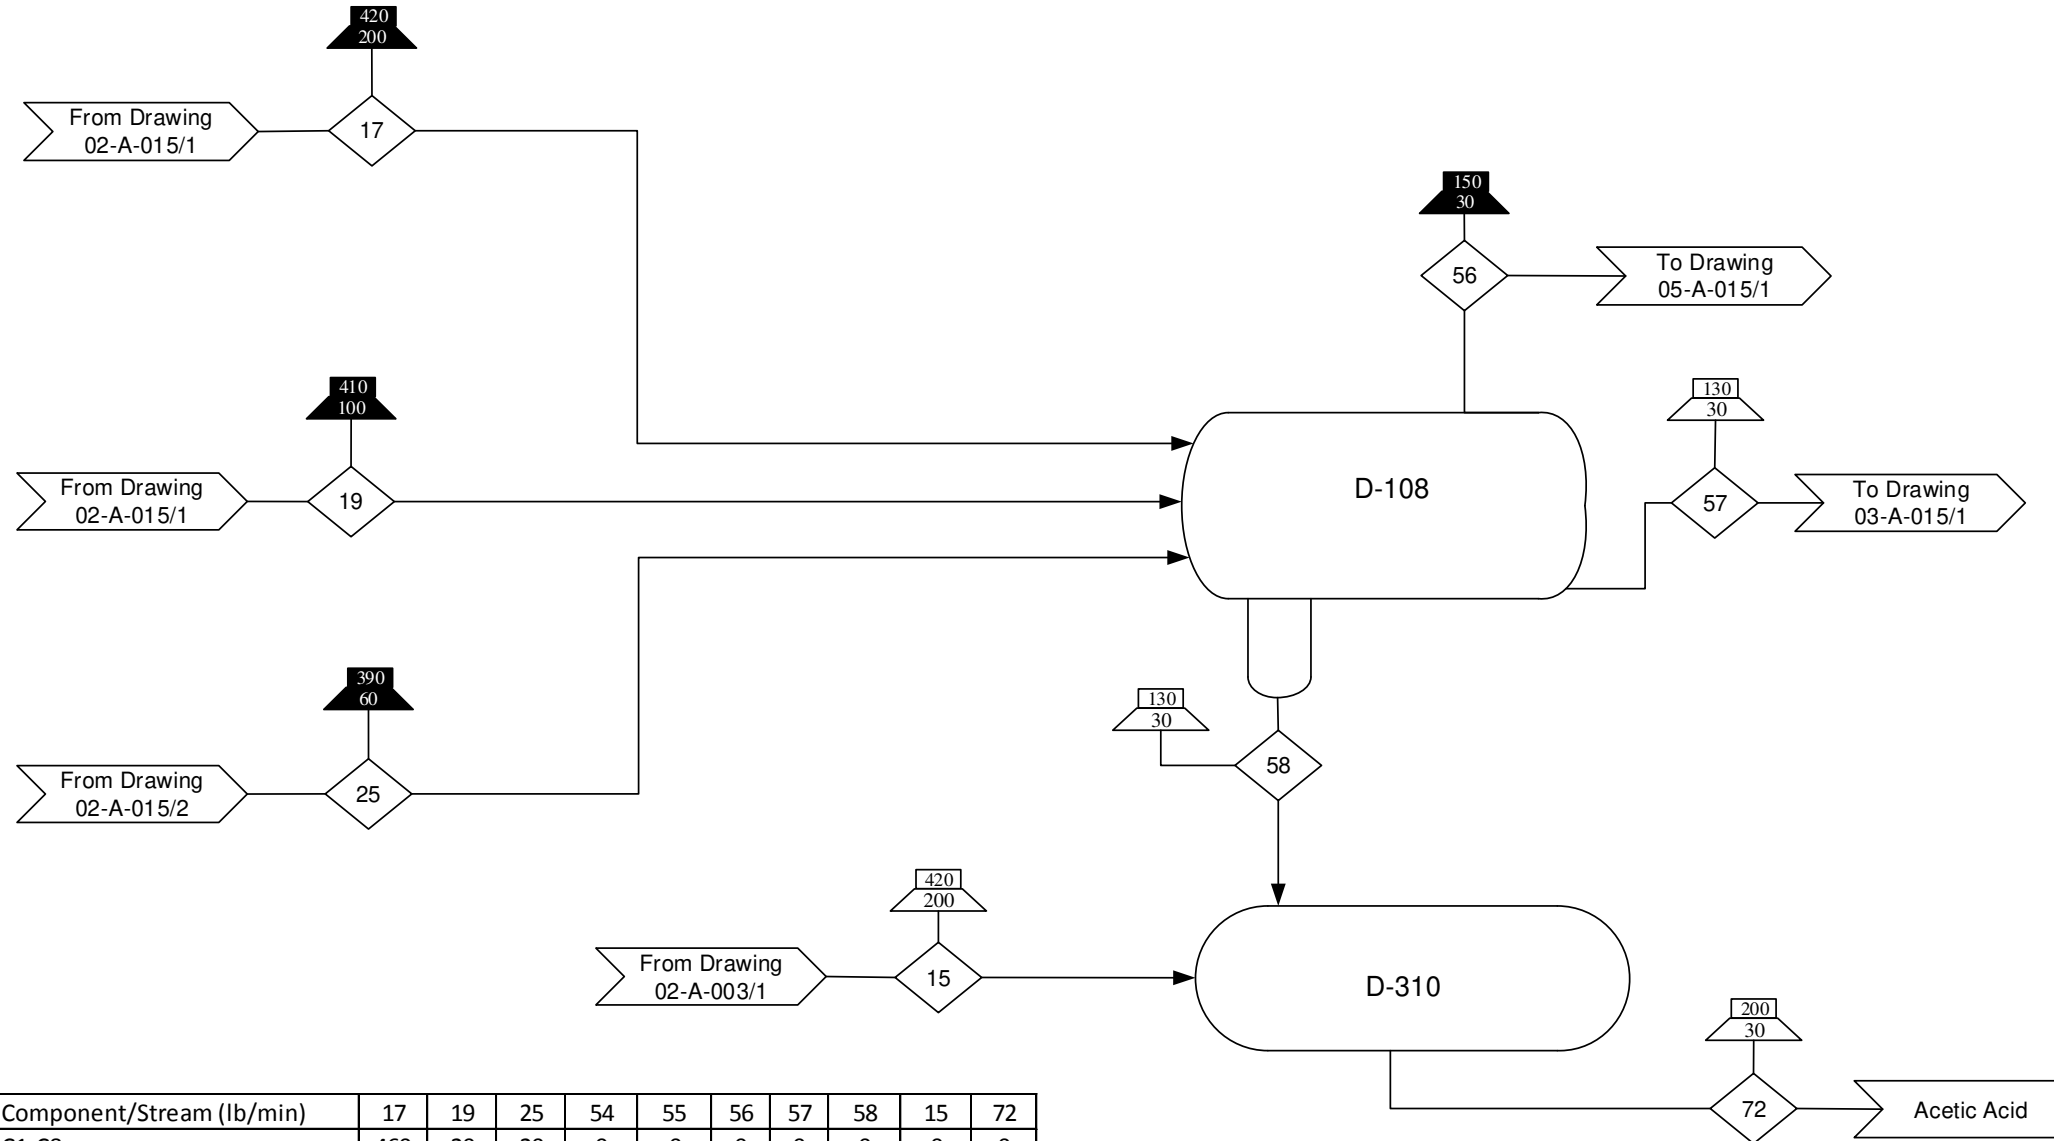 420
200
From Drawing
02-A-015/1
17
150
30
56
To Drawing
05-A-015/1
410
100
From Drawing
02-A-015/1
19
D-108
130
30
57
To Drawing
03-A-015/1
390
60
From Drawing
02-A-015/2
25
130
30
58
420
200
From Drawing
02-A-003/1
15
D-310
200
30
72
Acetic Acid
Component/Stream (lb/min) 17 19 25 54 55 56 57 58 15 72